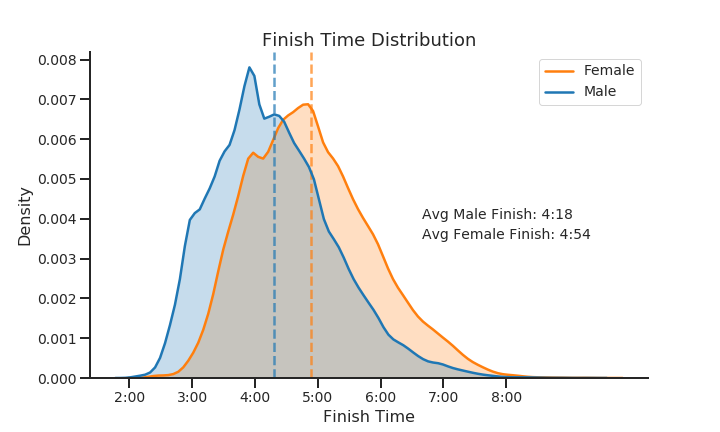 Finish Time Distribution
Female
Male
0.008
0.007
0.006
0.005
0.004
0.003
0.002
0.001
0.000
Density
Avg Male Finish: 4:18
Avg Female Finish: 4:54
2:00 3:00 4:00 5:00 6:00 7:00 8:00
Finish Time